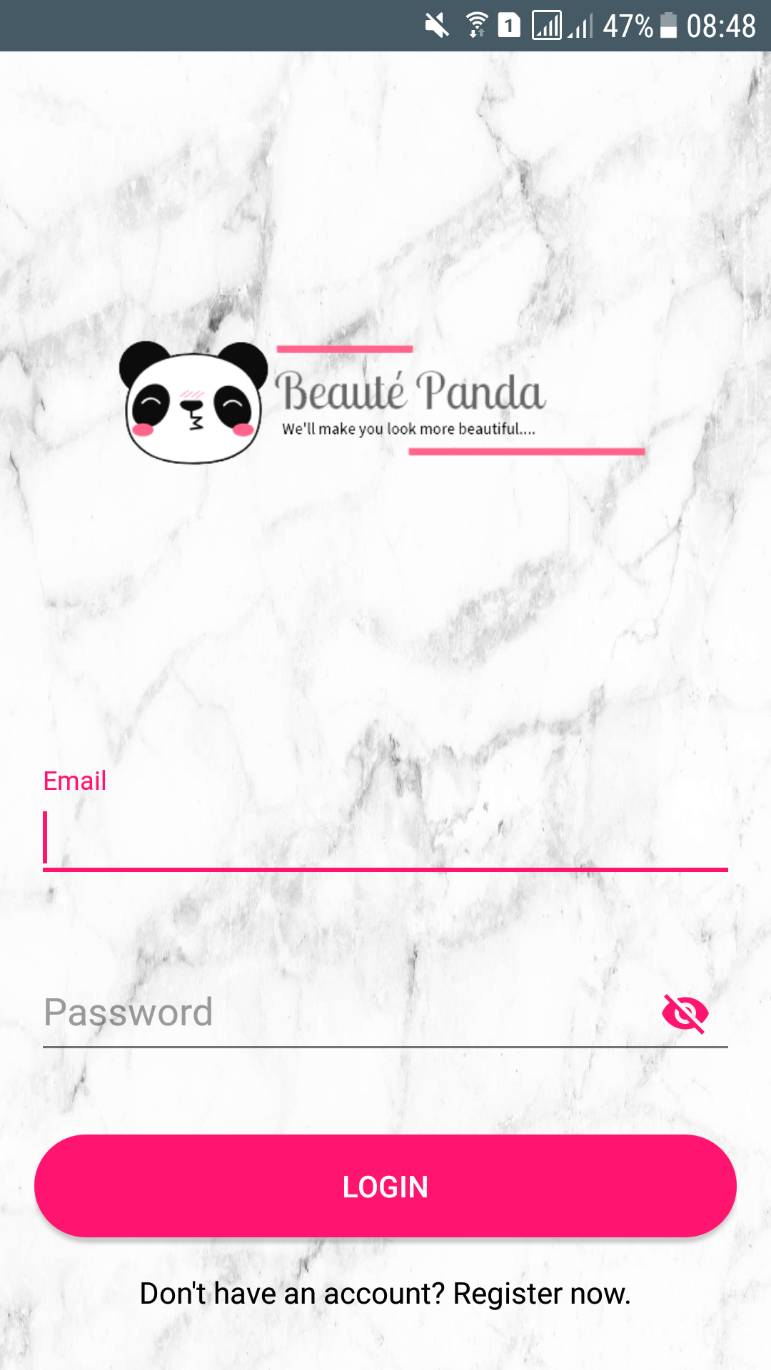 1 47% 08:48
Beauté Panda
We'll make you look more beautiful....
Email
Password
LOGIN
Don't have an account? Register now.